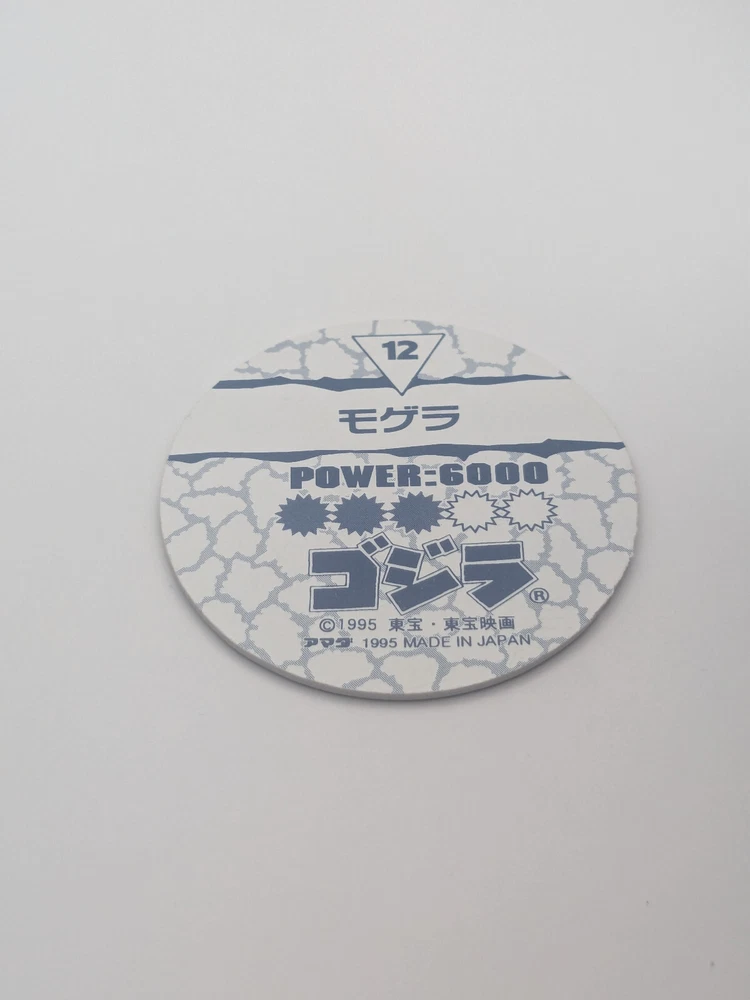 12
モゲラ
POWER:6000
ゴジラ®
©1995 東宝・東宝映画
アマダ 1995 MADE IN JAPAN